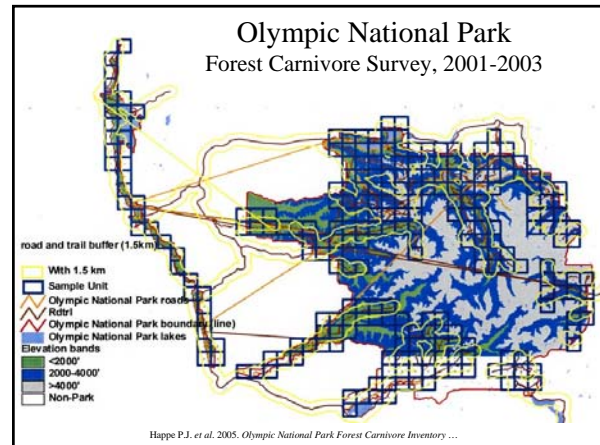 Olympic National Park
Forest Carnivore Survey, 2001-2003
road and trail buffer (1.5km)
With 1.5 km
Sample Unit
Olympic National Park roads
Rdtrl
Olympic National Park boundary (line)
Olympic National Park lakes
Elevation bands
<2000'
2000-4000'
>4000'
Non-Park
Happe P.J. et al. 2005. Olympic National Park Forest Carnivore Inventory …